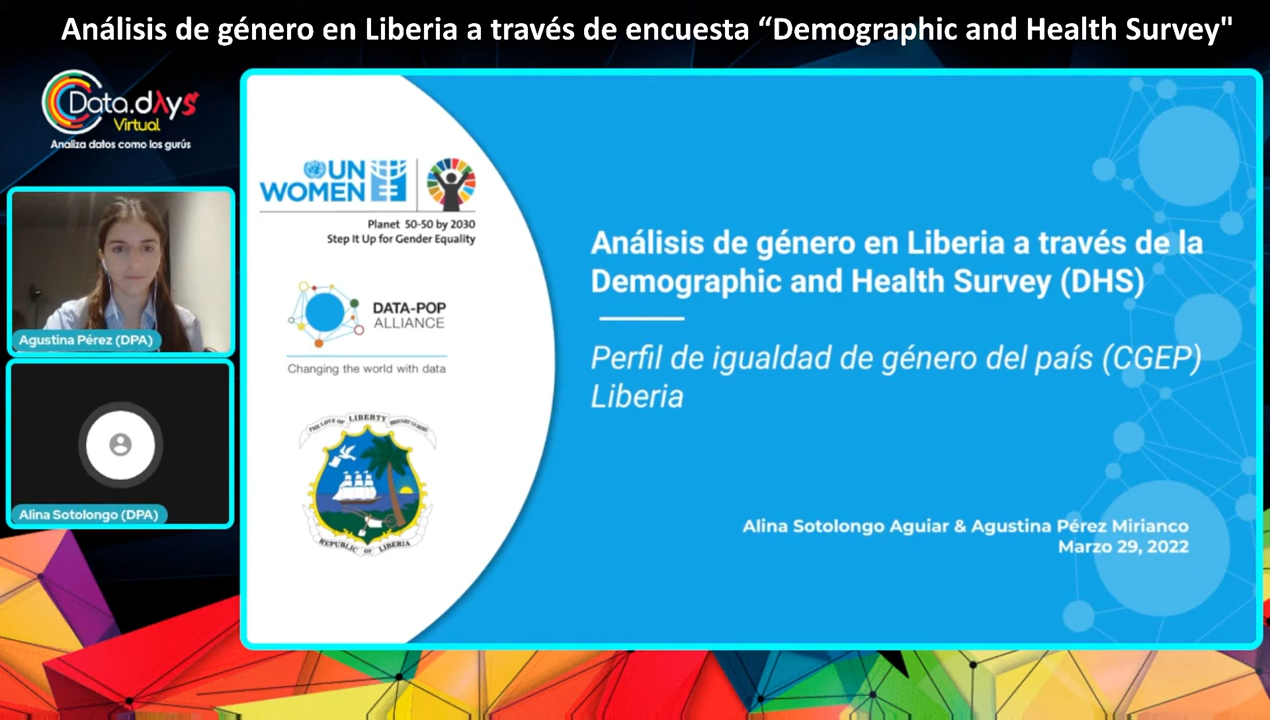 Análisis de género en Liberia a través de encuesta “Demographic and Health Survey"
Data.dAys
Virtual
Analiza datos como los gurús
Agustina Pérez (DPA)
Alina Sotolongo (DPA)
UN
WOMEN
Planet 50-50 by 2030
Step It Up for Gender Equality
DATA-POP
ALLIANCE
Changing the world with data
THE LOVE OF LIBERTY BROUGHT US HERE
REPUBLIC OF LIBERIA
Análisis de género en Liberia a través de la
Demographic and Health Survey (DHS)
Perfil de igualdad de género del país (CGEP)
Liberia
Alina Sotolongo Aguiar & Agustina Pérez Mirianco
Marzo 29, 2022